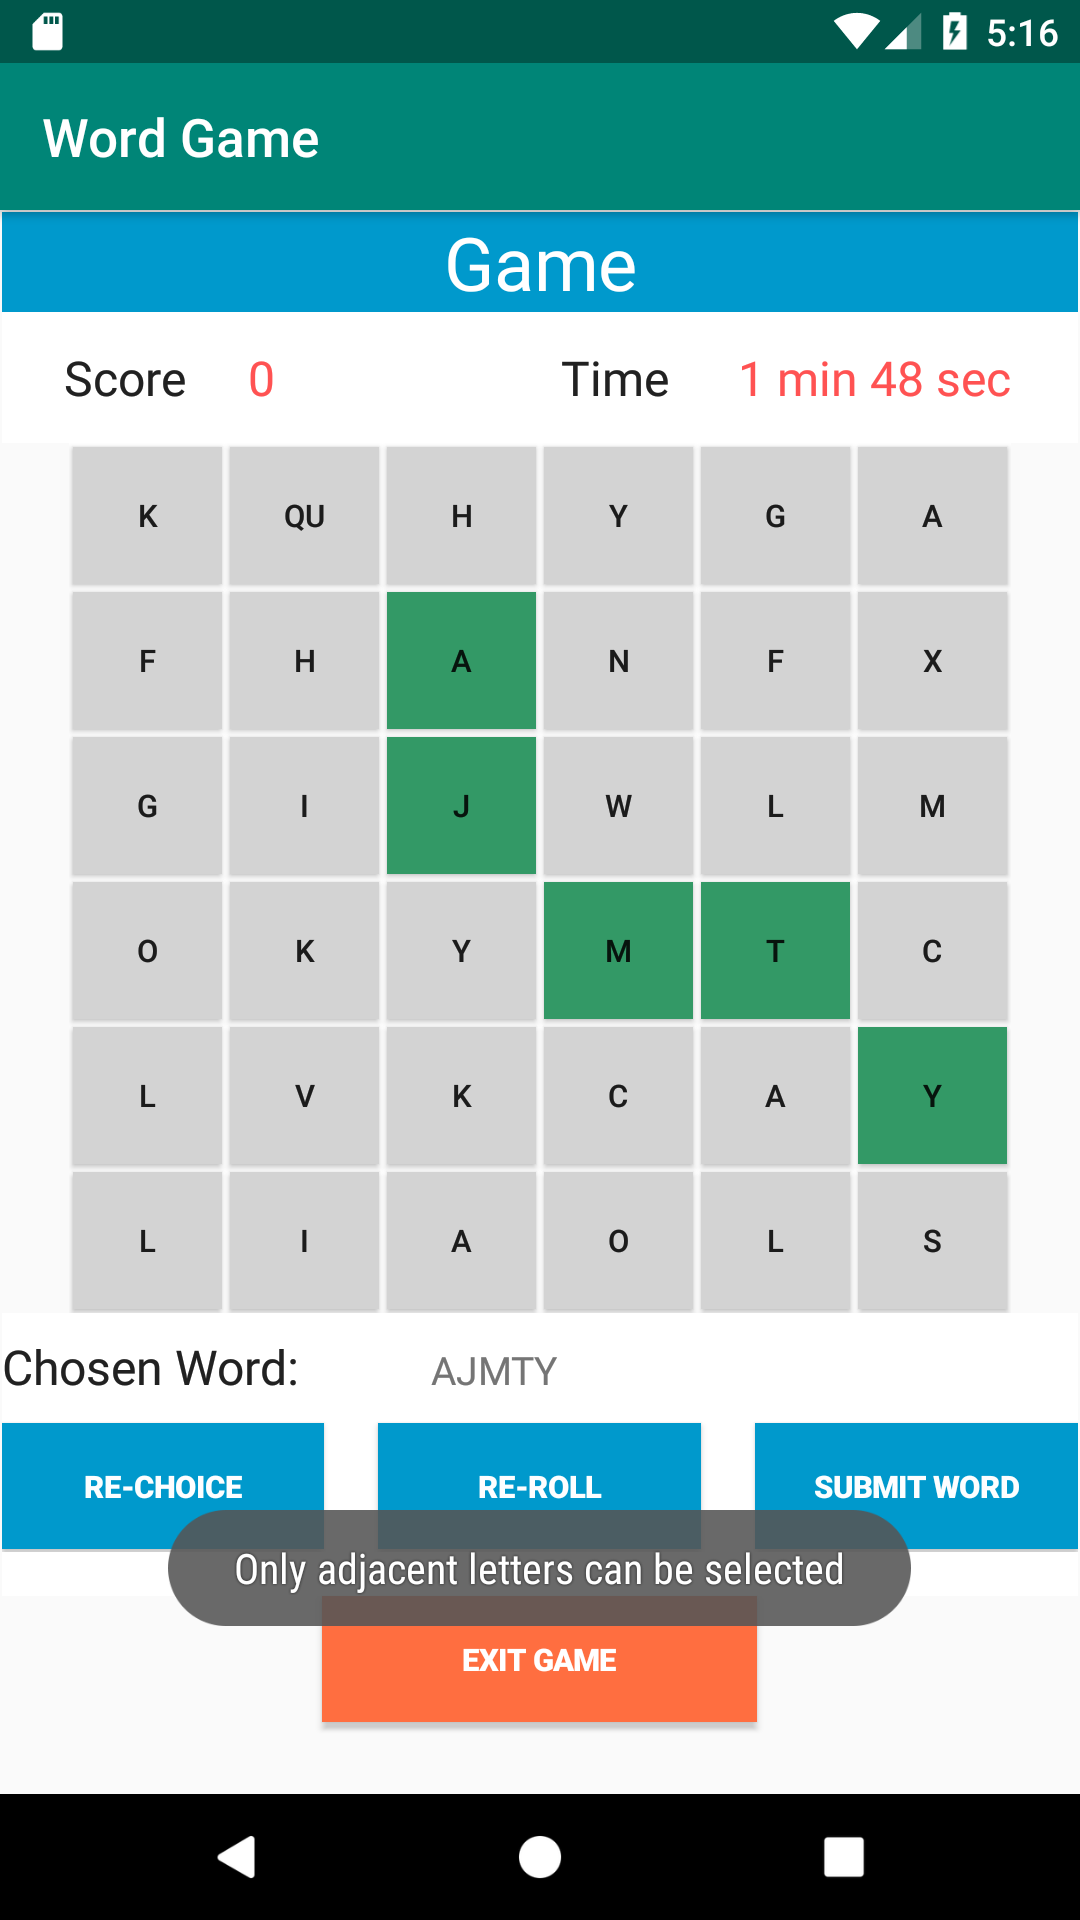 5:16
Word Game
Game
Score 0 Time 1 min 48 sec
K QU H Y G A
F H A N F X
G I J W L M
O K Y M T C
L V K C A Y
L I A O L S
Chosen Word: AJMTY
RE-CHOICE RE-ROLL SUBMIT WORD
Only adjacent letters can be selected
EXIT GAME